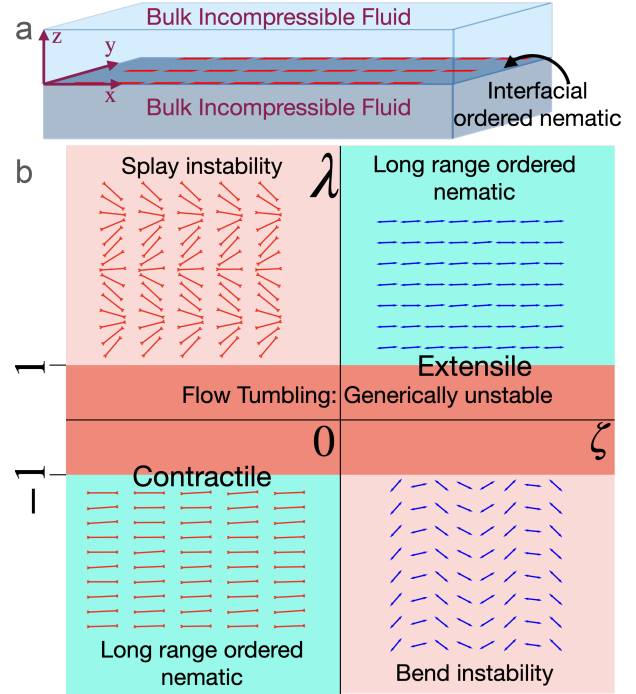 a
Bulk Incompressible Fluid
z
y
x
Bulk Incompressible Fluid
Interfacial
ordered nematic
b
Splay instability
λ
Long range ordered
nematic
1
Extensile
Flow Tumbling: Generically unstable
0
ζ
−1
Contractile
Long range ordered
nematic
Bend instability